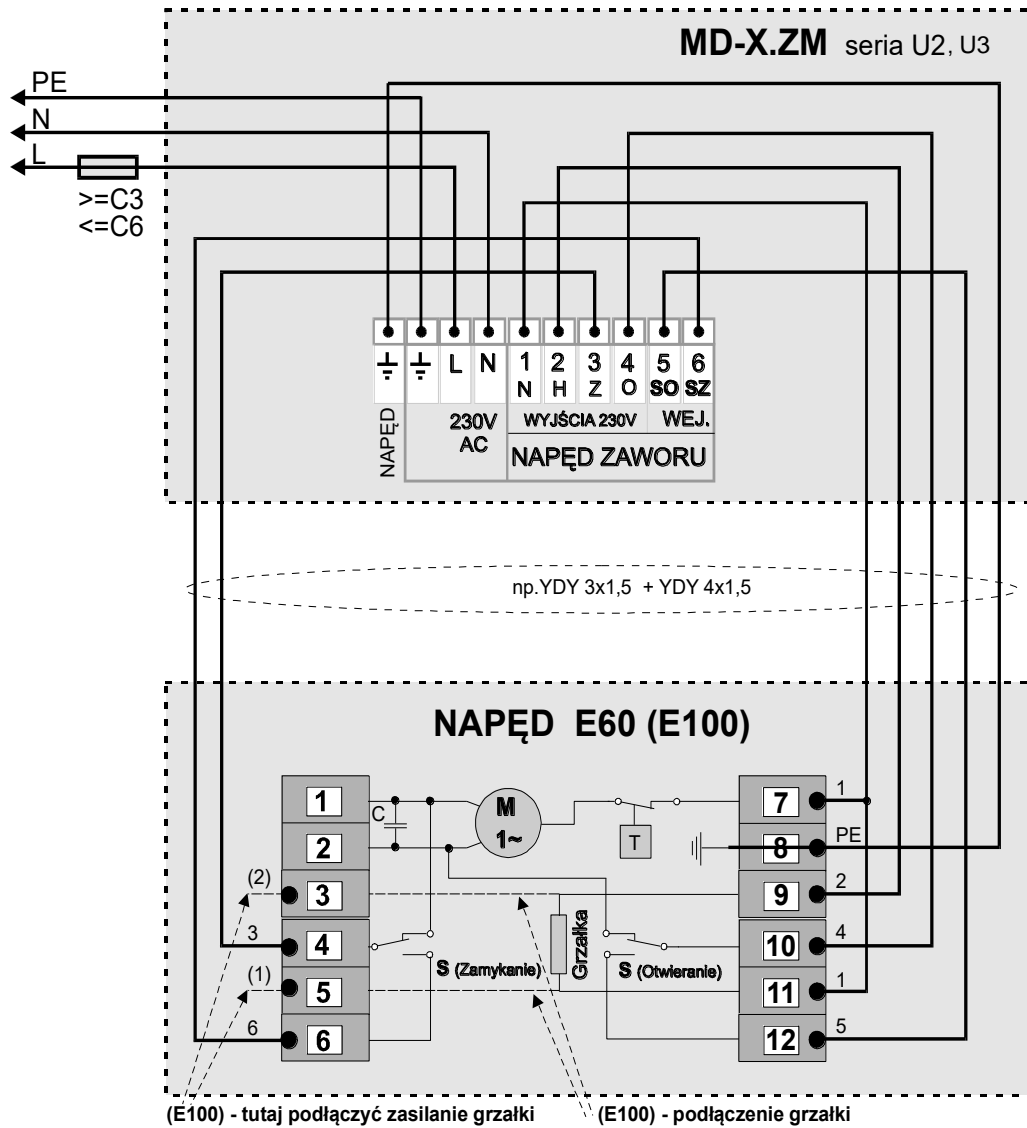 MD-X.ZM seria U2, U3
PE
N
L
>=C3
<=C6
L N 1 2 3 4 5 6
N H Z O SO SZ
NAPĘD
230V
AC
WYJŚCIA 230V WEJ.
NAPĘD ZAWORU
np.YDY 3x1,5 + YDY 4x1,5
NAPĘD E60 (E100)
1 M 7 1
C
2 1~ T 8 PE
(2) 3 9 2
3 4 10 4
Grzałka
S (Zamykanie) S (Otwieranie)
(1) 5 11 1
6 6 12 5
(E100) - tutaj podłączyć zasilanie grzałki
(E100) - podłączenie grzałki